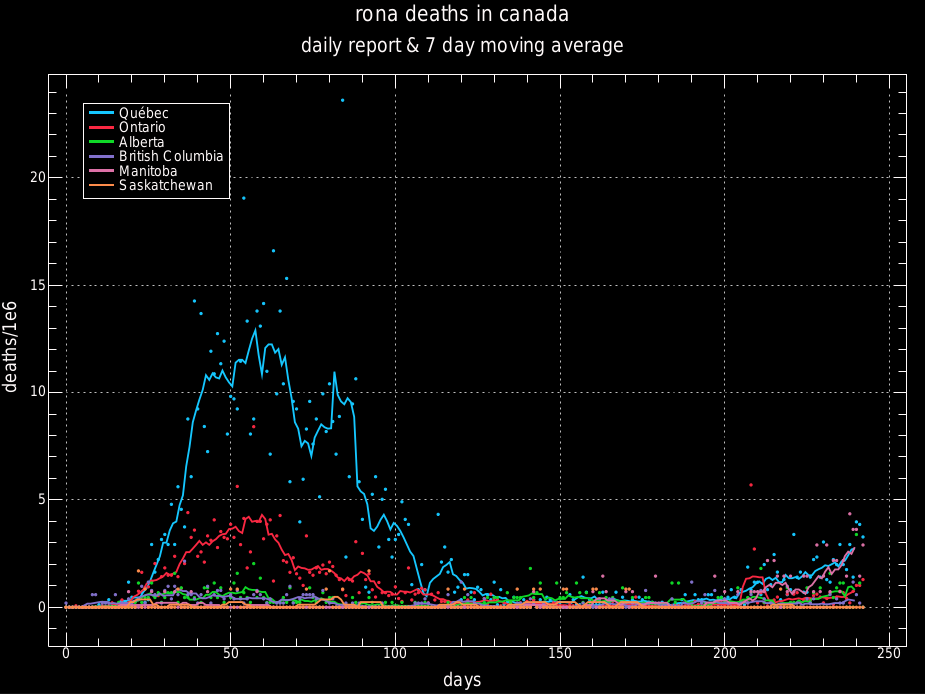 rona deaths in canada
daily report & 7 day moving average
Québec
Ontario
Alberta
British Columbia
Manitoba
Saskatchewan
deaths/1e6
20
15
10
5
0
0 50 100 150 200 250
days